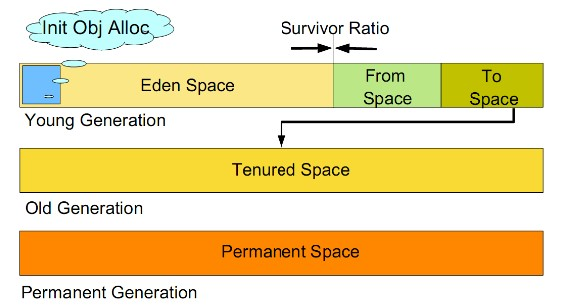 Init Obj Alloc
Survivor Ratio
Eden Space
From
Space
To
Space
Young Generation
Tenured Space
Old Generation
Permanent Space
Permanent Generation